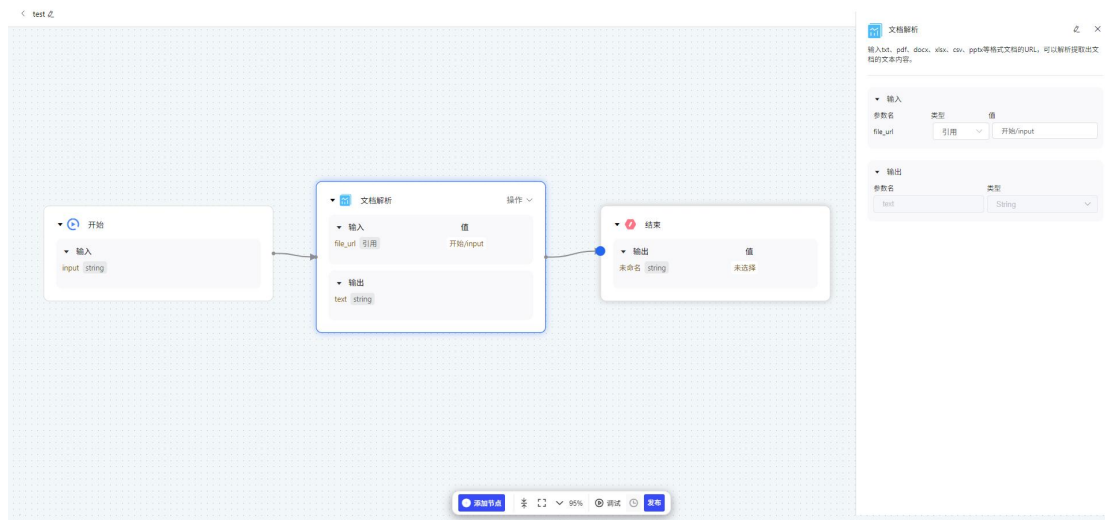 test
开始
输入
input string
文档解析 操作
输入 值
file_url 引用 开始/input
输出
text string
结束
输出 值
未命名 string 未选择
添加节点 95% 调试 发布
文档解析
输入txt、pdf、docx、xlsx、csv、pptx等格式文档的URL，可以解析提取出文
档的文本内容。
输入
参数名 类型 值
file_url 引用 开始/input
输出
参数名 类型
text String